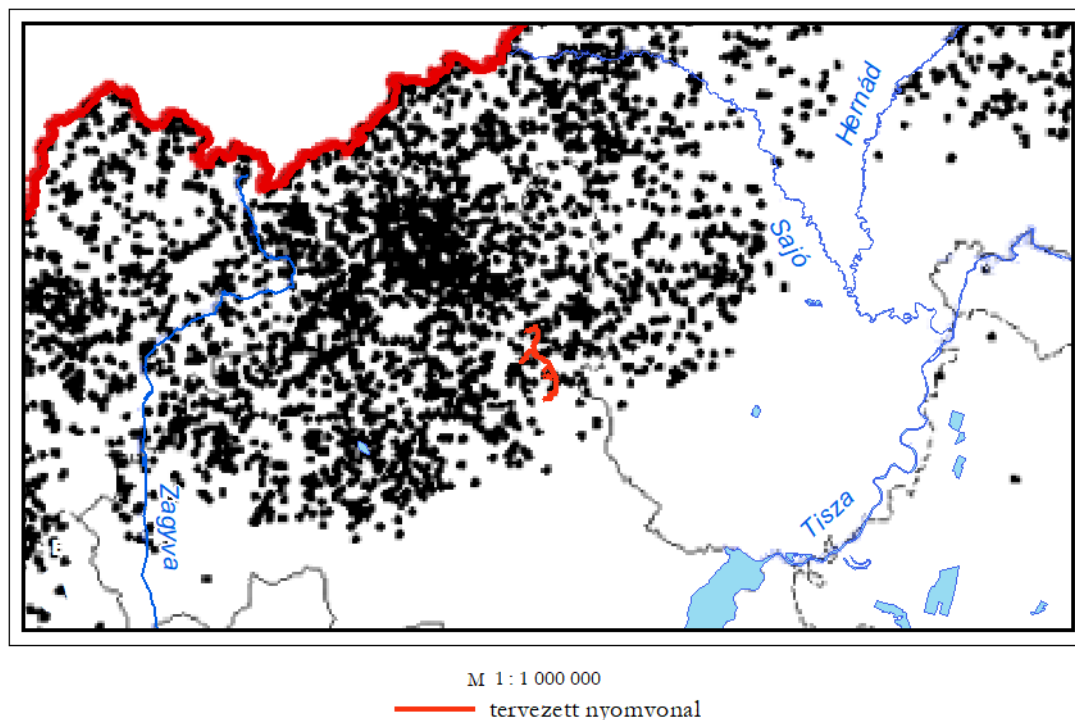 Hernád
Sajó
Zagyva
Tisza
M 1 : 1 000 000
tervezett nyomvonal